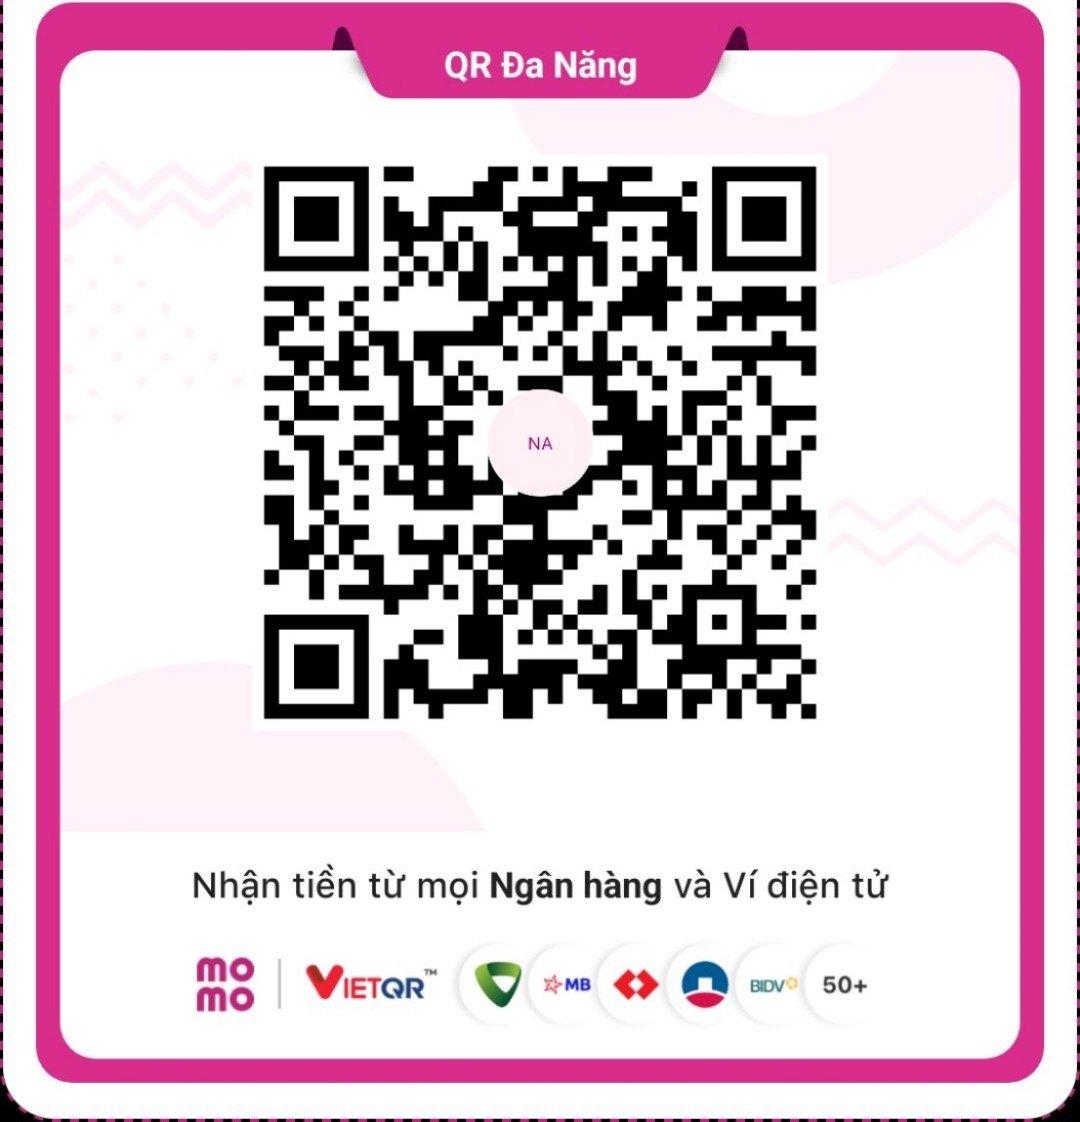 QR Đa Năng
NA
Nhận tiền từ mọi Ngân hàng và Ví điện tử
mo
mo
VIETQR™
MB
BIDV
50+